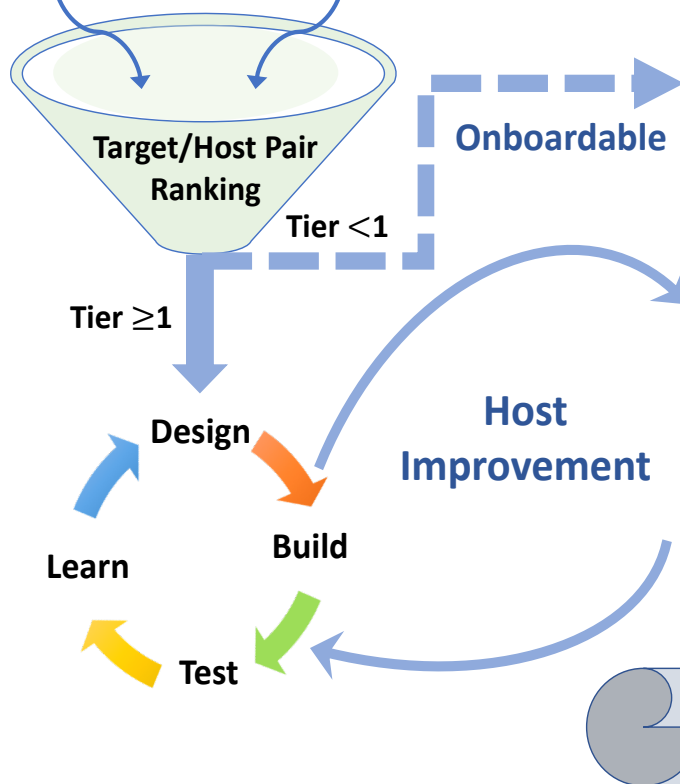 Target/Host Pair
Ranking
Onboardable
Tier <1
Tier ≥1
Design
Host
Improvement
Build
Learn
Test